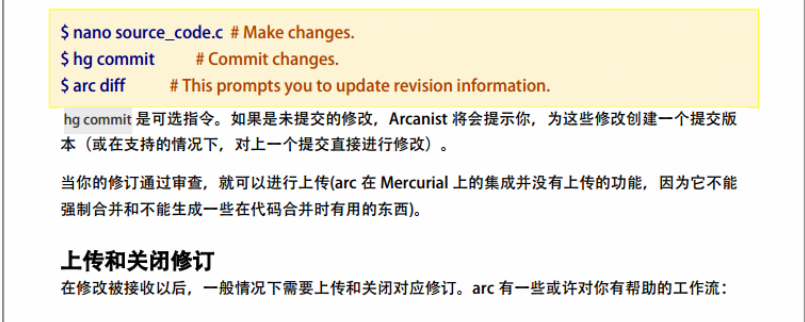 $ nano source_code.c # Make changes.
$ hg commit # Commit changes.
$ arc diff # This prompts you to update revision information.
hg commit 是可选指令。如果是未提交的修改，Arcanist 将会提示你，为这些修改创建一个提交版
本（或在支持的情况下，对上一个提交直接进行修改）。
当你的修订通过审查，就可以进行上传(arc 在 Mercurial 上的集成并没有上传的功能，因为它不能
强制合并和不能生成一些在代码合并时有用的东西)。
上传和关闭修订
在修改被接收以后，一般情况下需要上传和关闭对应修订。arc 有一些或许对你有帮助的工作流：